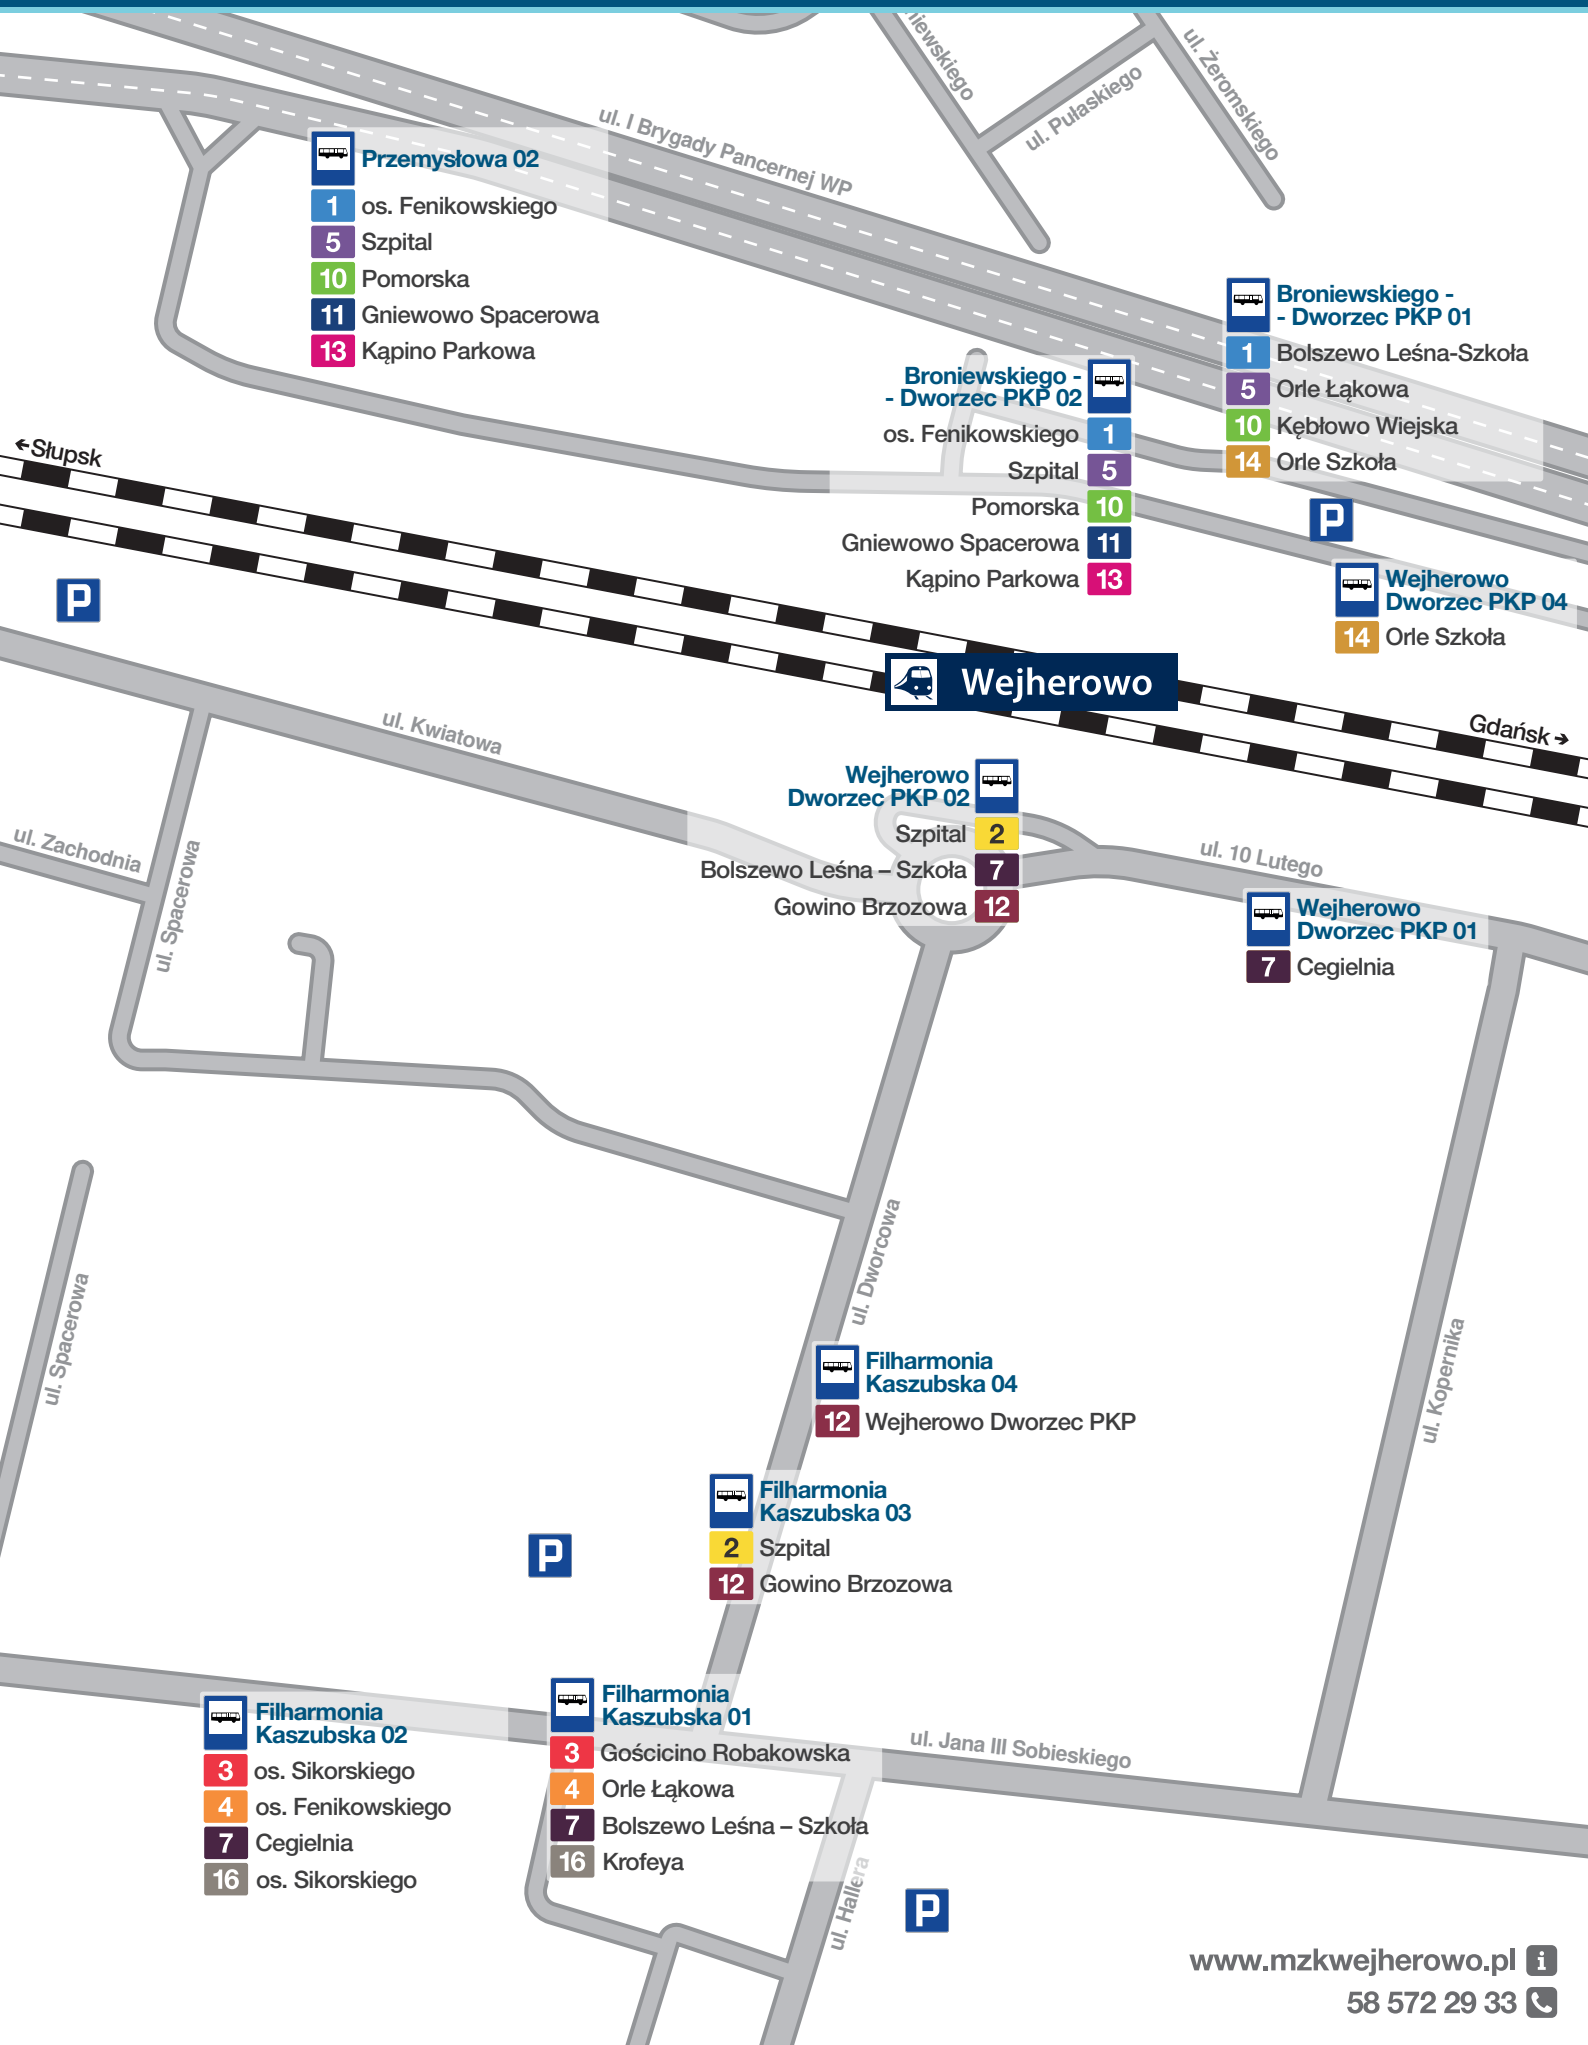 niewskiego
ul. Pułaskiego
ul. Żeromskiego
ul. I Brygady Pancernej WP
Przemysłowa 02
1 os. Fenikowskiego
5 Szpital
10 Pomorska
11 Gniewowo Spacerowa
13 Kąpino Parkowa
Broniewskiego -
- Dworzec PKP 01
1 Bolszewo Leśna-Szkoła
5 Orle Łąkowa
10 Kębłowo Wiejska
14 Orle Szkoła
Broniewskiego -
- Dworzec PKP 02
os. Fenikowskiego 1
Szpital 5
Pomorska 10
Gniewowo Spacerowa 11
Kąpino Parkowa 13
←Słupsk
P
P
Wejherowo
Dworzec PKP 04
14 Orle Szkoła
Wejherowo
Gdańsk→
ul. Kwiatowa
Wejherowo
Dworzec PKP 02
Szpital 2
Bolszewo Leśna – Szkoła 7
Gowino Brzozowa 12
ul. 10 Lutego
Wejherowo
Dworzec PKP 01
7 Cegielnia
ul. Zachodnia
ul. Spacerowa
ul. Spacerowa
ul. Dworcowa
ul. Kopernika
Filharmonia
Kaszubska 04
12 Wejherowo Dworzec PKP
Filharmonia
Kaszubska 03
2 Szpital
12 Gowino Brzozowa
P
Filharmonia
Kaszubska 02
3 os. Sikorskiego
4 os. Fenikowskiego
7 Cegielnia
16 os. Sikorskiego
Filharmonia
Kaszubska 01
3 Gościcino Robakowska
4 Orle Łąkowa
7 Bolszewo Leśna – Szkoła
16 Krofeya
ul. Jana III Sobieskiego
ul. Hallera
P
www.mzkwejherowo.pl i
58 572 29 33